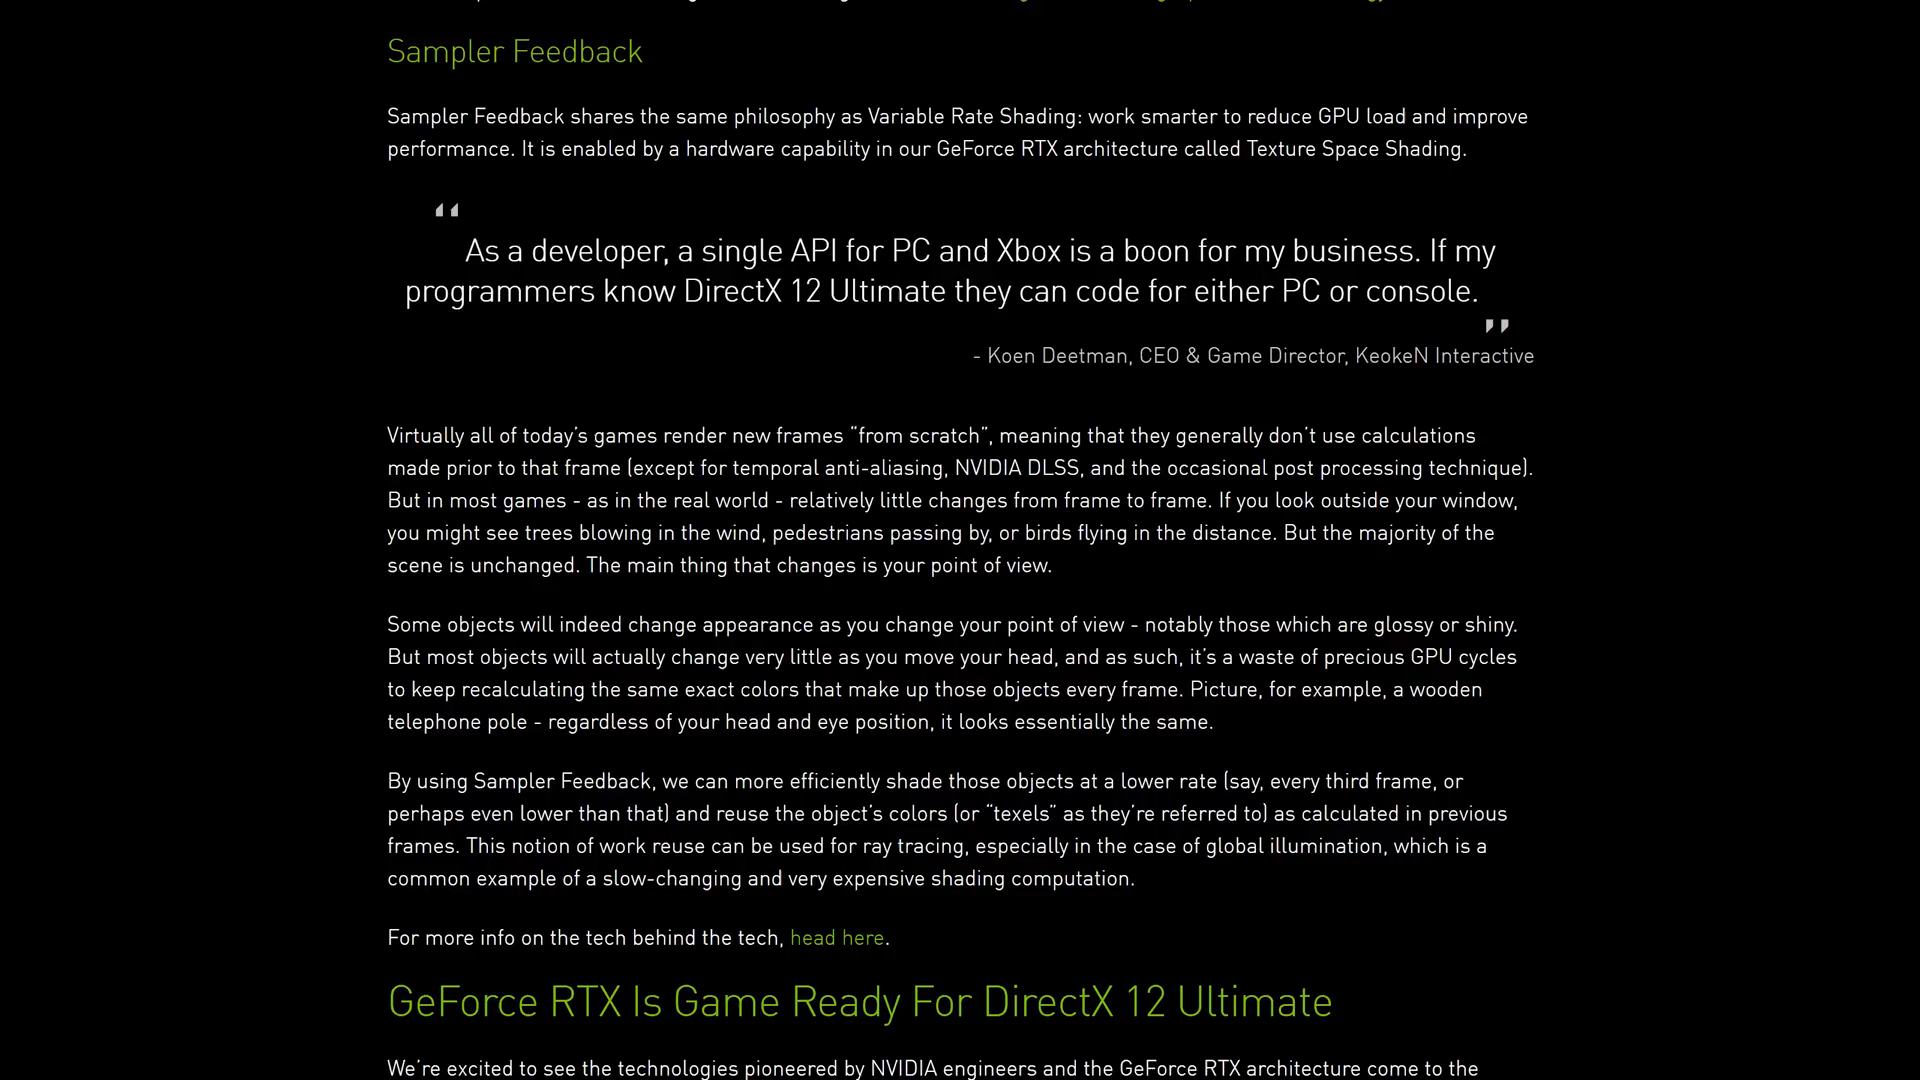 Sampler Feedback
Sampler Feedback shares the same philosophy as Variable Rate Shading: work smarter to reduce GPU load and improve
performance. It is enabled by a hardware capability in our GeForce RTX architecture called Texture Space Shading.
“
As a developer, a single API for PC and Xbox is a boon for my business. If my
programmers know DirectX 12 Ultimate they can code for either PC or console.
”
- Koen Deetman, CEO & Game Director, KeokeN Interactive
Virtually all of today’s games render new frames “from scratch”, meaning that they generally don’t use calculations
made prior to that frame (except for temporal anti-aliasing, NVIDIA DLSS, and the occasional post processing technique).
But in most games - as in the real world - relatively little changes from frame to frame. If you look outside your window,
you might see trees blowing in the wind, pedestrians passing by, or birds flying in the distance. But the majority of the
scene is unchanged. The main thing that changes is your point of view.
Some objects will indeed change appearance as you change your point of view - notably those which are glossy or shiny.
But most objects will actually change very little as you move your head, and as such, it’s a waste of precious GPU cycles
to keep recalculating the same exact colors that make up those objects every frame. Picture, for example, a wooden
telephone pole - regardless of your head and eye position, it looks essentially the same.
By using Sampler Feedback, we can more efficiently shade those objects at a lower rate (say, every third frame, or
perhaps even lower than that) and reuse the object’s colors (or “texels” as they’re referred to) as calculated in previous
frames. This notion of work reuse can be used for ray tracing, especially in the case of global illumination, which is a
common example of a slow-changing and very expensive shading computation.
For more info on the tech behind the tech, head here.
GeForce RTX Is Game Ready For DirectX 12 Ultimate
We’re excited to see the technologies pioneered by NVIDIA engineers and the GeForce RTX architecture come to the